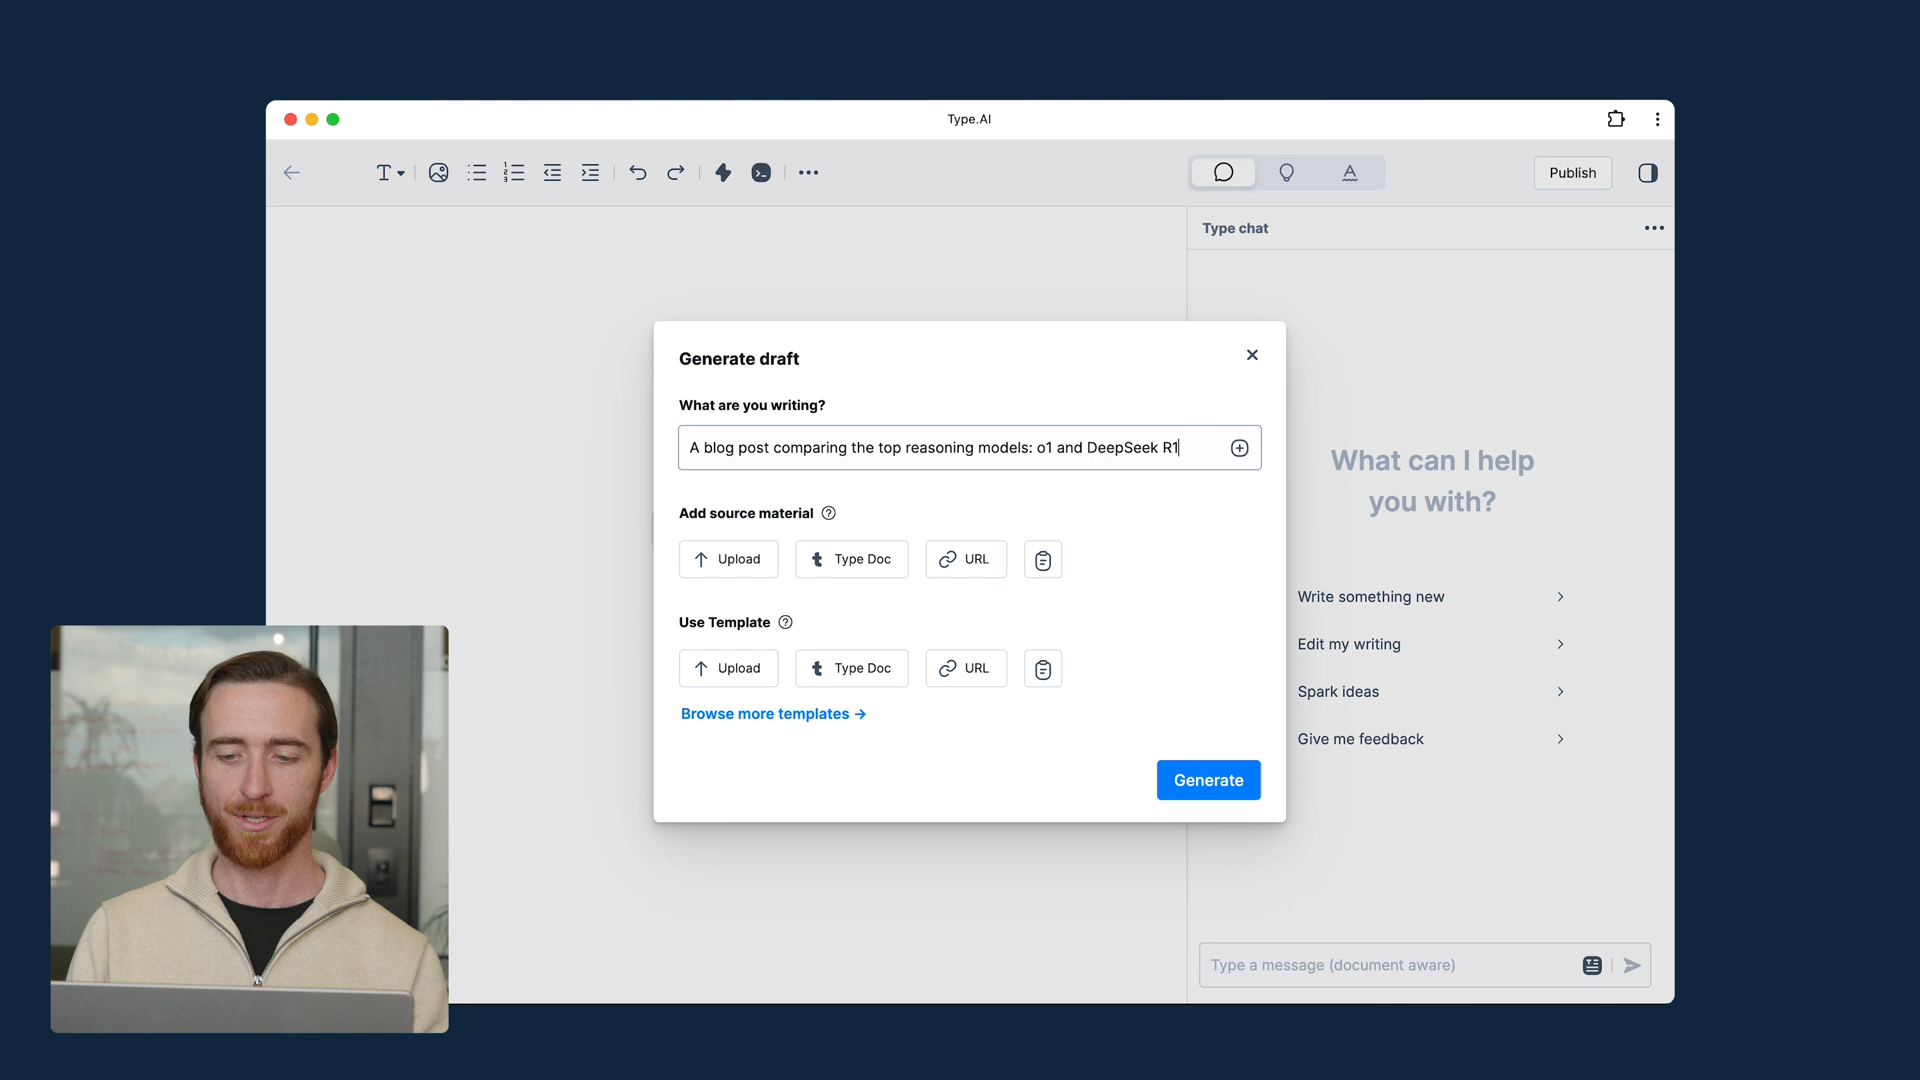 Type.AI
Publish
Type chat
Generate draft
What are you writing?
A blog post comparing the top reasoning models: o1 and DeepSeek R1
Add source material
Upload
Type Doc
URL
Use Template
Upload
Type Doc
URL
Browse more templates →
Generate
What can I help
you with?
Write something new
Edit my writing
Spark ideas
Give me feedback
Type a message (document aware)